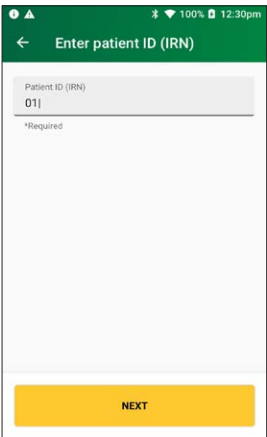 100% 12:30pm
Enter patient ID (IRN)
Patient ID (IRN)
01
*Required
NEXT